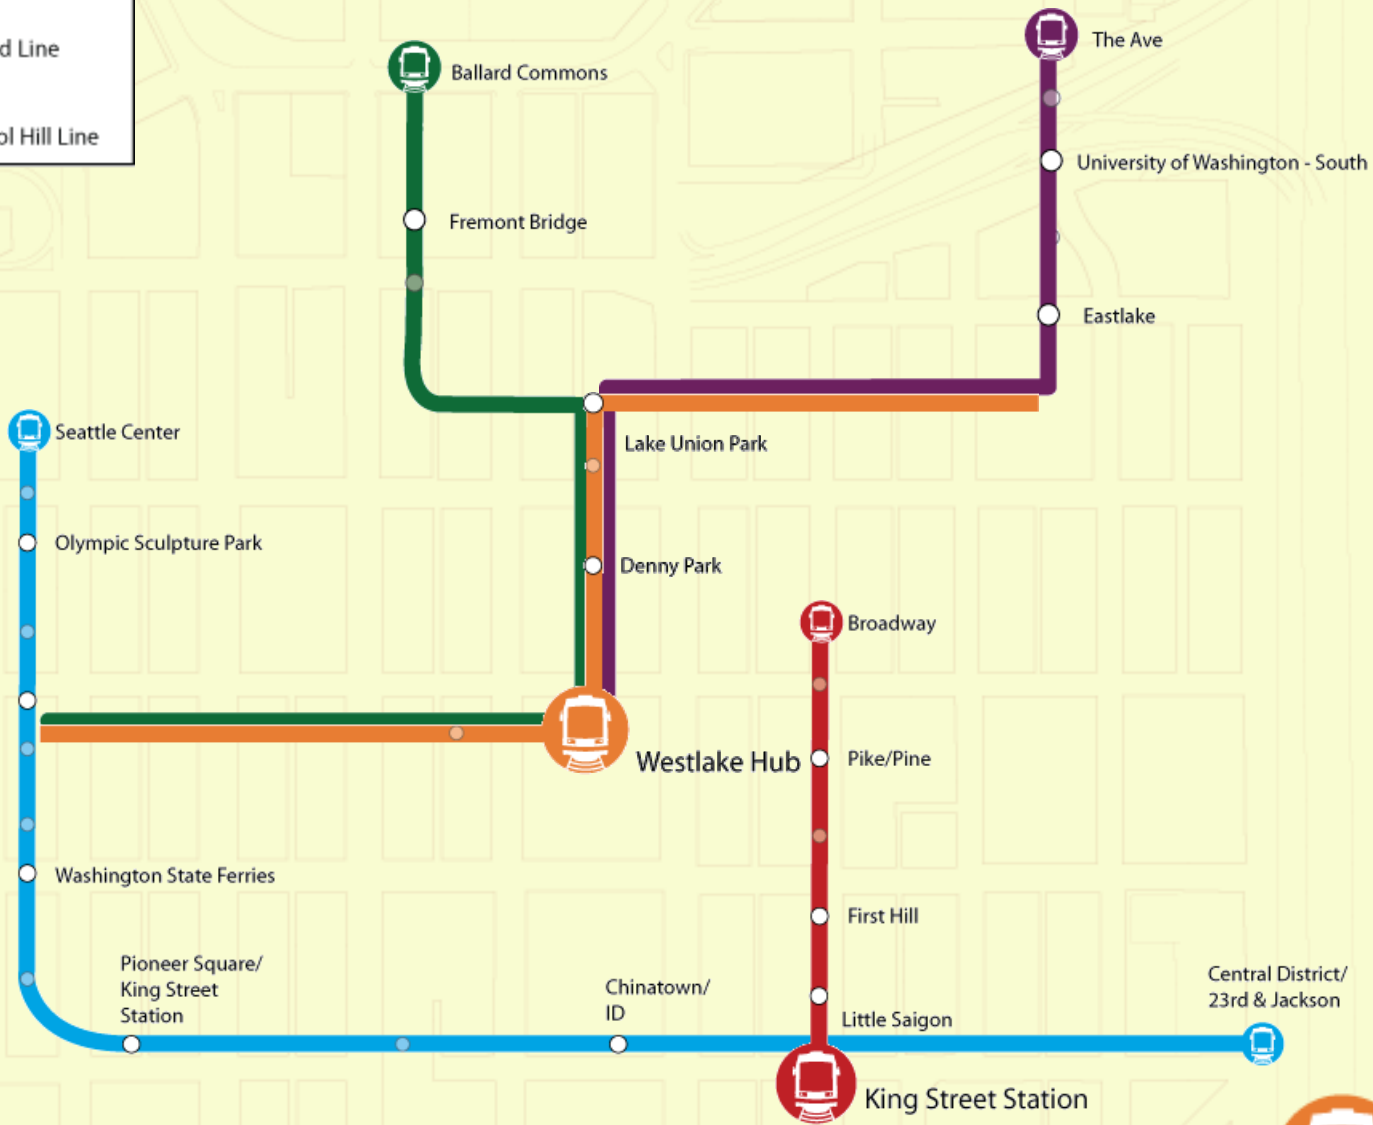 d Line
ol Hill Line
Ballard Commons
The Ave
University of Washington - South
Fremont Bridge
Eastlake
Seattle Center
Lake Union Park
Olympic Sculpture Park
Denny Park
Broadway
Westlake Hub
Pike/Pine
Washington State Ferries
First Hill
Pioneer Square/
King Street
Station
Chinatown/
ID
Little Saigon
Central District/
23rd & Jackson
King Street Station